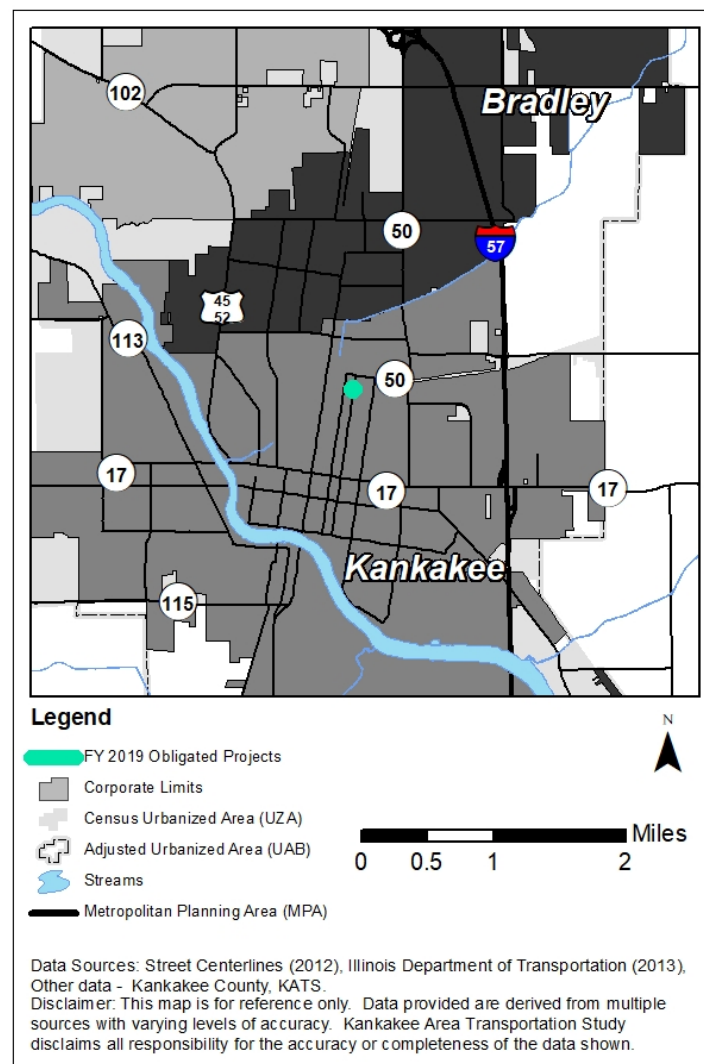 102
Bradley
50
57
45
52
113
50
17
17
17
Kankakee
115
Legend
N
FY 2019 Obligated Projects
Corporate Limits
Census Urbanized Area (UZA)
Adjusted Urbanized Area (UAB)
Streams
Metropolitan Planning Area (MPA)
Miles
0 0.5 1 2
Data Sources: Street Centerlines (2012), Illinois Department of Transportation (2013),
Other data - Kankakee County, KATS.
Disclaimer: This map is for reference only. Data provided are derived from multiple
sources with varying levels of accuracy. Kankakee Area Transportation Study
disclaims all responsibility for the accuracy or completeness of the data shown.